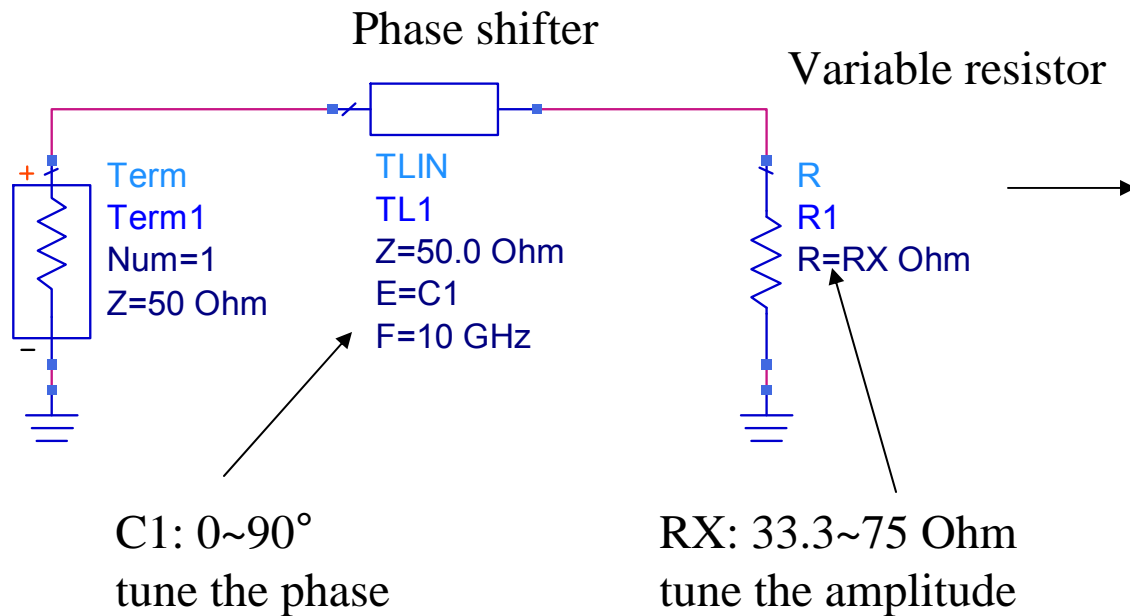 Phase shifter
Variable resistor
+
Term
Term1
Num=1
Z=50 Ohm
−
TLIN
TL1
Z=50.0 Ohm
E=C1
F=10 GHz
R
R1
R=RX Ohm
C1: 0~90°
tune the phase
RX: 33.3~75 Ohm
tune the amplitude